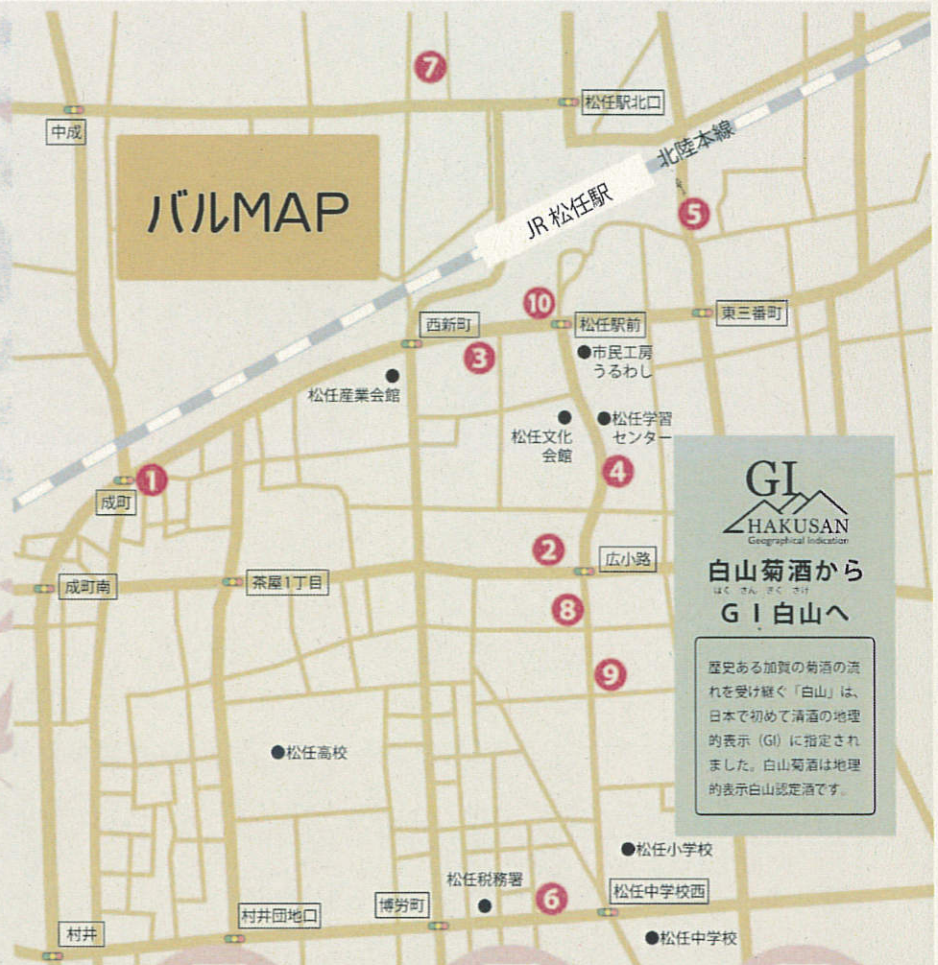 7
松任駅北口
中成
北陸本線
バルMAP
JR 松任駅
5
10
西新町
松任駅前
東三番町
3
市民工房
うるわし
松任産業会館
松任文化
会館
松任学習
センター
1
成町
4
GI
HAKUSAN
Geographical Indication
2
広小路
白山菊酒から
はく さん きく さけ
GI白山へ
成町南
茶屋1丁目
8
歴史ある加賀の菊酒の流
れを受け継ぐ「白山」は、
日本で初めて清酒の地理
的表示（GI）に指定され
ました。白山菊酒は地理
的表示白山認定酒です。
9
松任高校
松任小学校
松任税務署
6
松任中学校西
博労町
村井団地口
村井
松任中学校